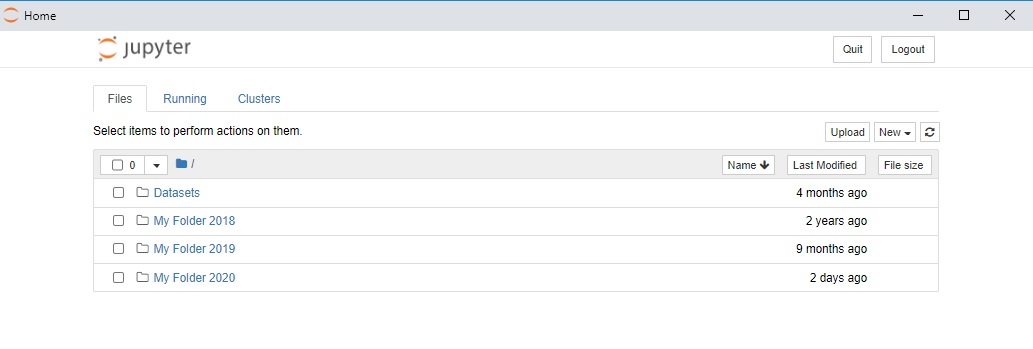 Home
jupyter Quit Logout
Files Running Clusters
Select items to perform actions on them. Upload New
0 / Name Last Modified File size
Datasets 4 months ago
My Folder 2018 2 years ago
My Folder 2019 9 months ago
My Folder 2020 2 days ago